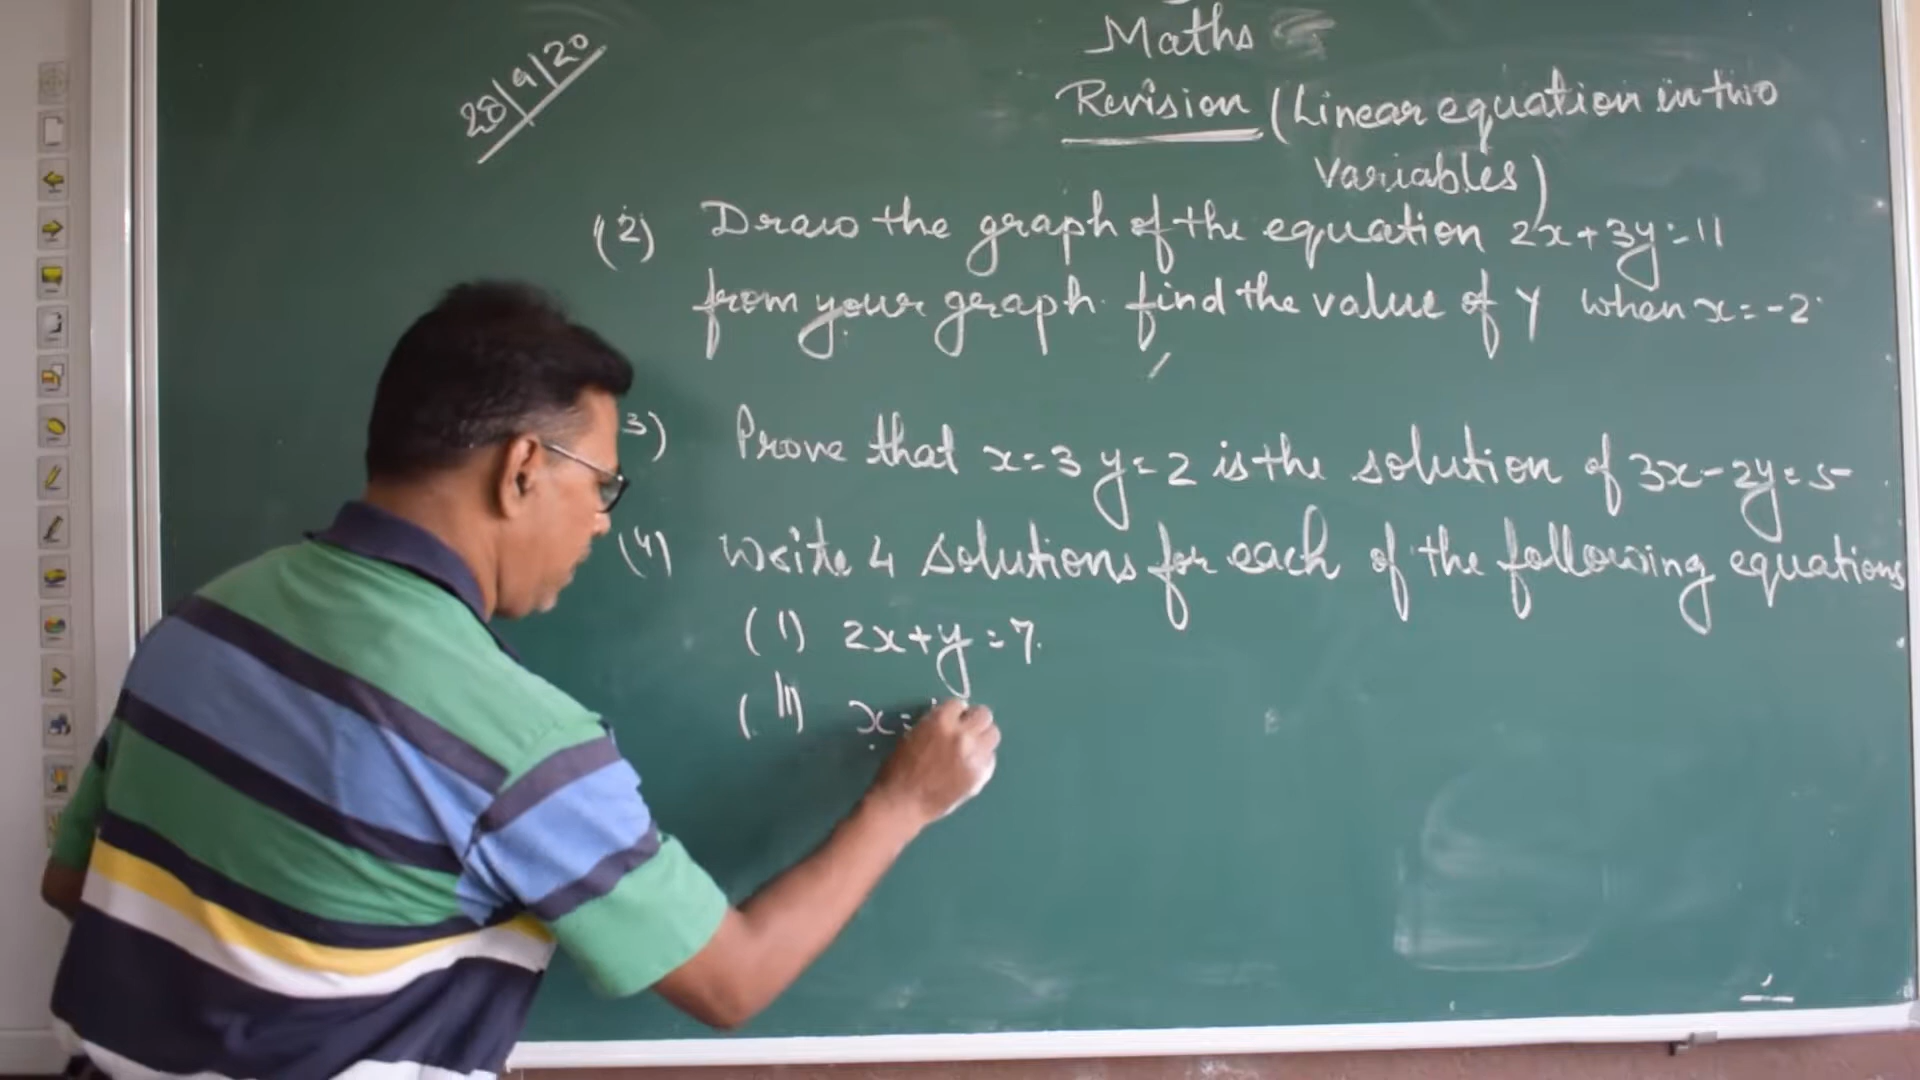 28/9/20
Maths
Revision (Linear equation in two
variables)
(2) Draw the graph of the equation 2x+3y=11
from your graph find the value of y when x=-2
3) Prove that x=3 y=2 is the solution of 3x-2y=5
(4) Write 4 solutions for each of the following equations
(I) 2x+y=7.
(II) x=